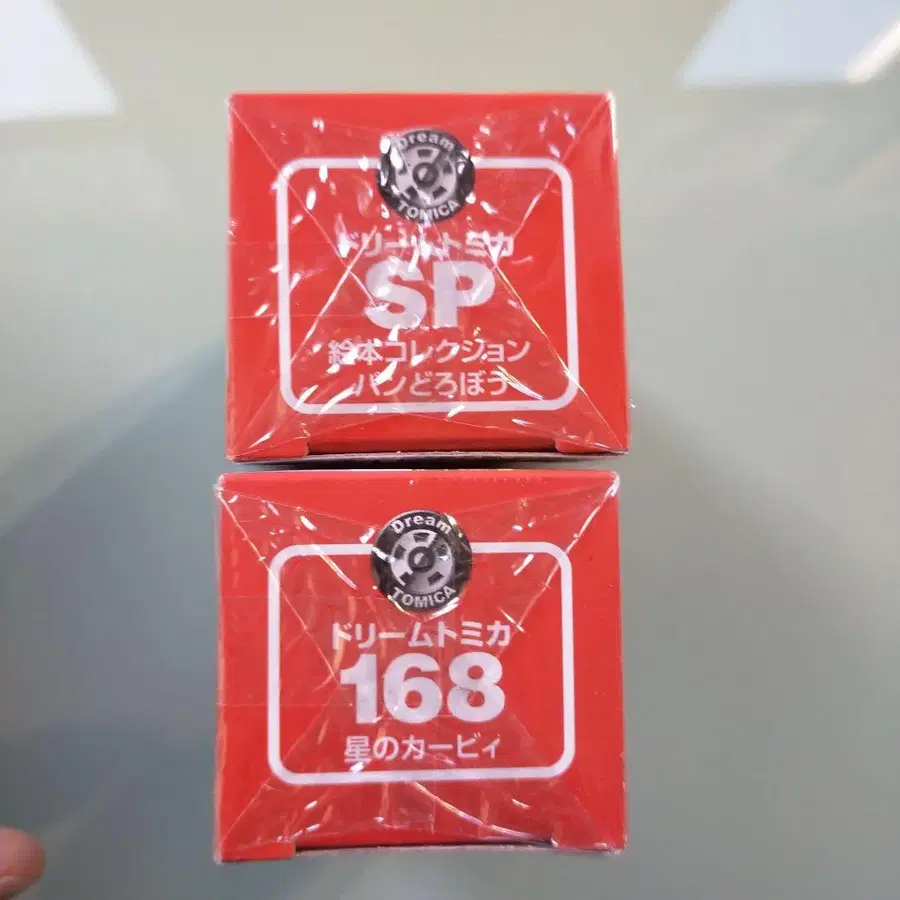 Dream
TOMICA
ドリームトミカ
SP
絵本コレクション
パンどろぼう
Dream
TOMICA
ドリームトミカ
168
星のカービィ